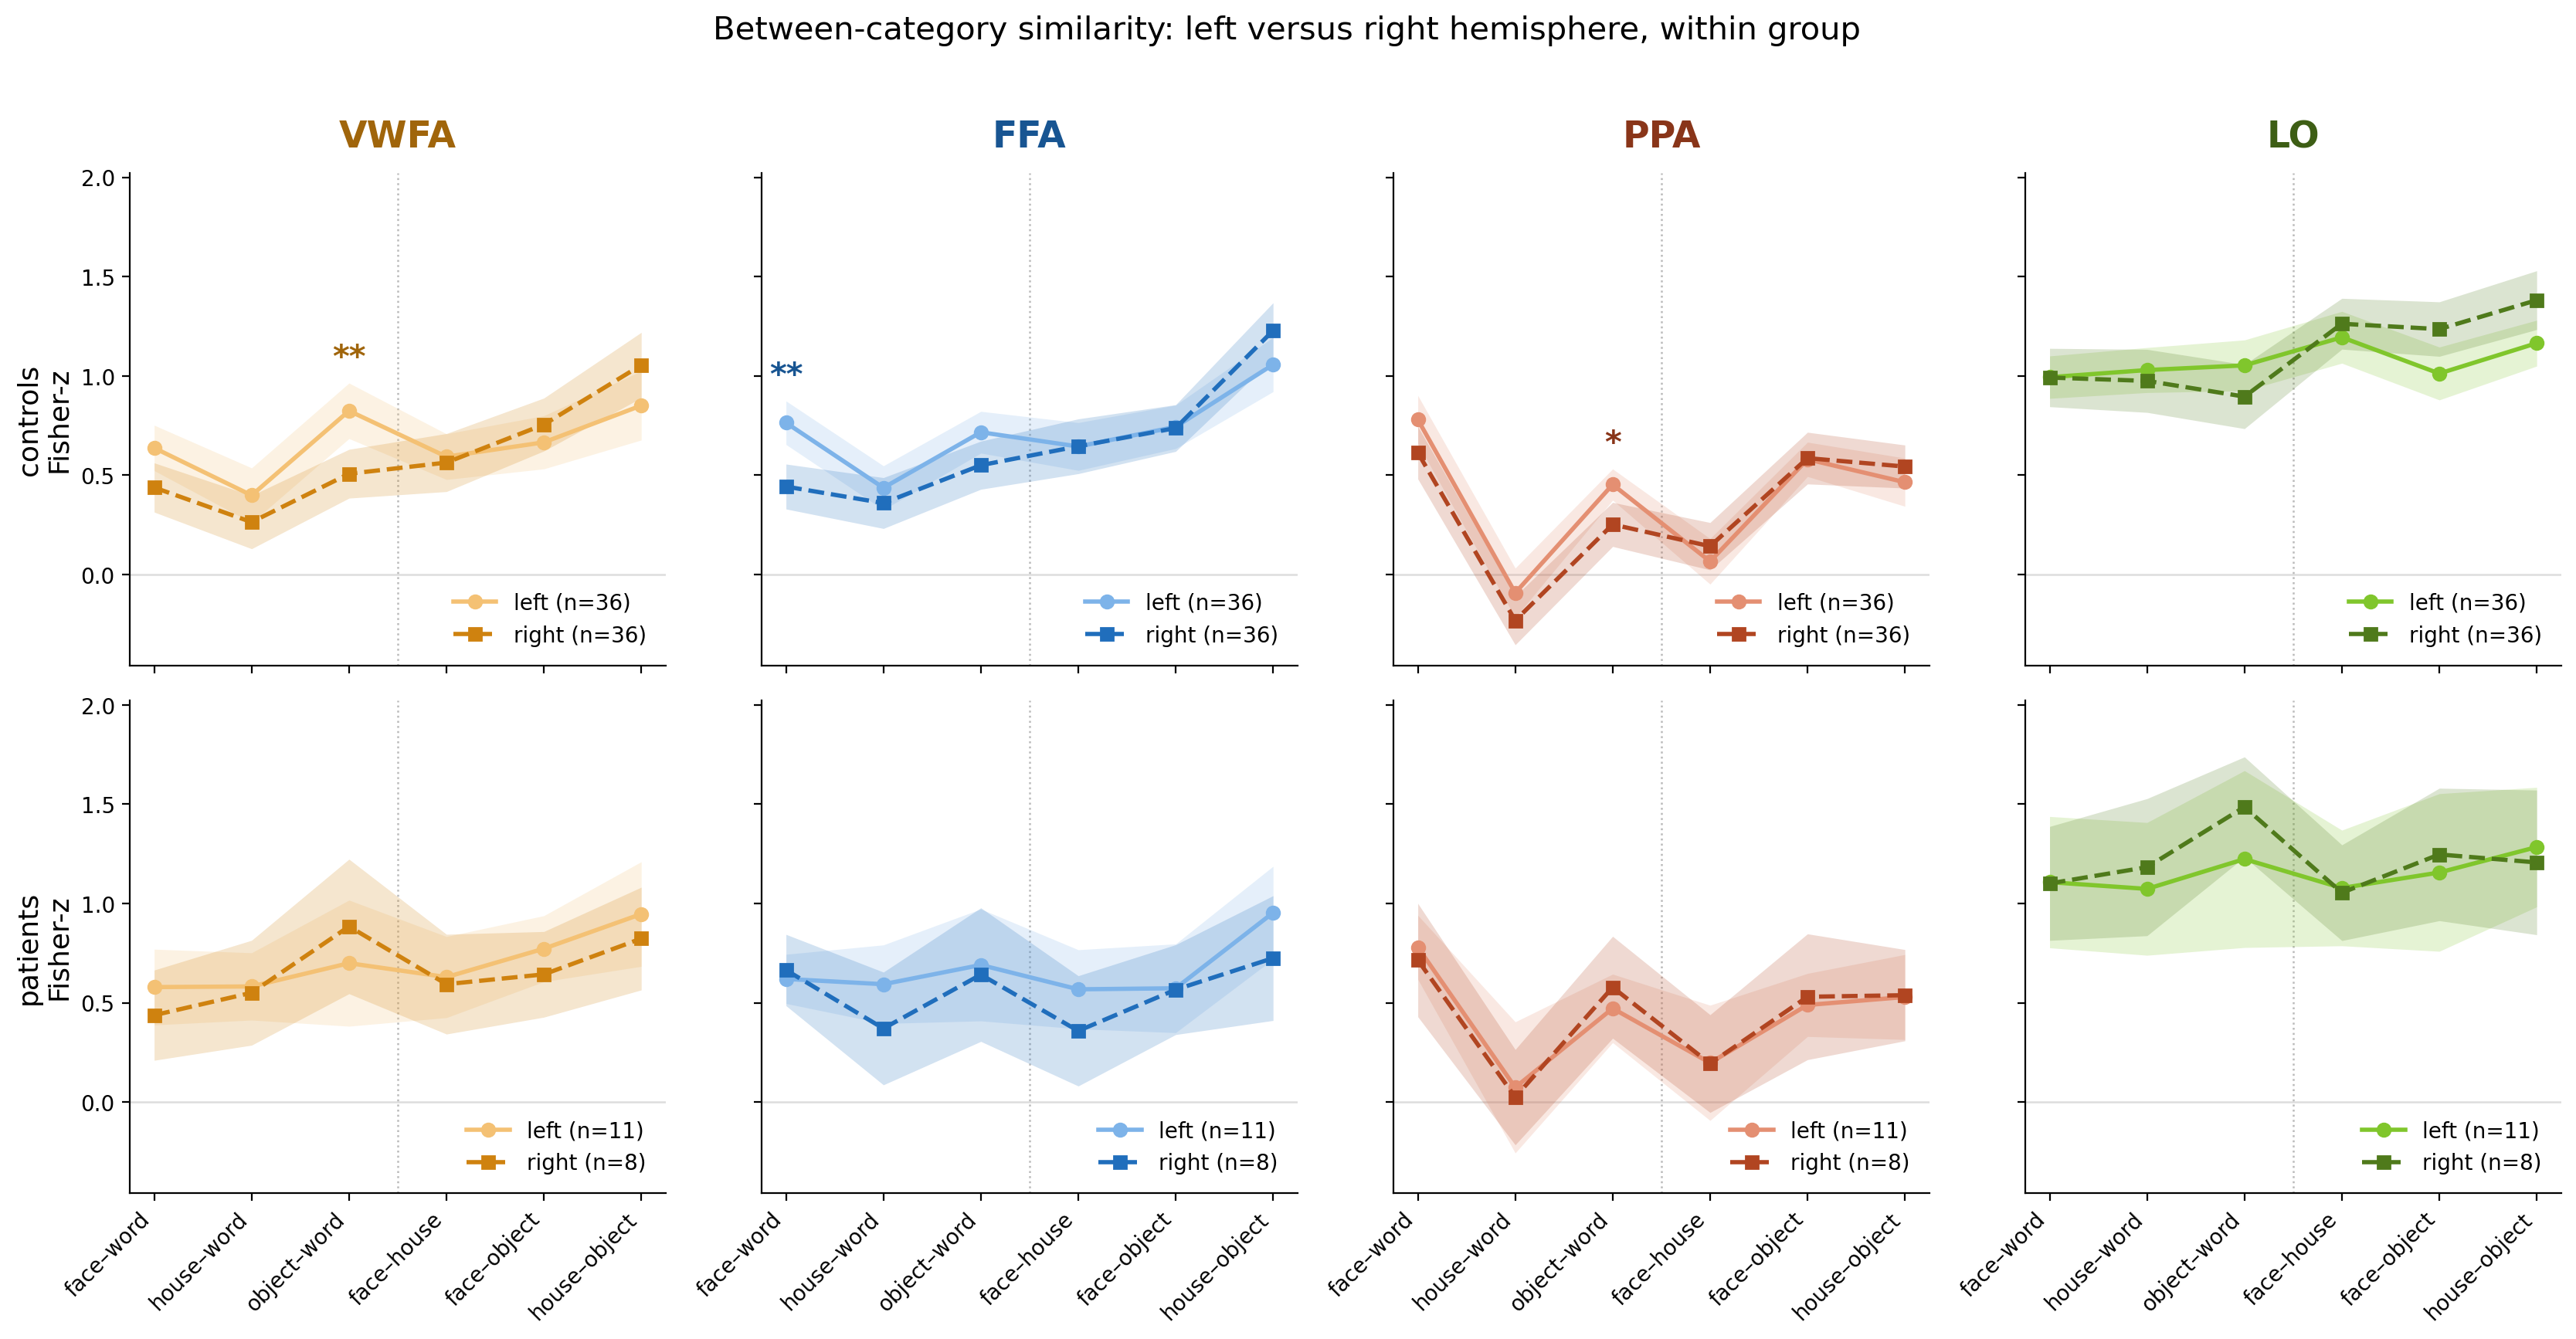 Between-category similarity: left versus right hemisphere, within group
VWFA
FFA
PPA
LO
controls
Fisher-z
2.0
1.5
1.0
0.5
0.0
**
left (n=36)
right (n=36)
**
left (n=36)
right (n=36)
*
left (n=36)
right (n=36)
left (n=36)
right (n=36)
patients
Fisher-z
2.0
1.5
1.0
0.5
0.0
left (n=11)
right (n=8)
left (n=11)
right (n=8)
left (n=11)
right (n=8)
left (n=11)
right (n=8)
face–word
house–word
object–word
face–house
face–object
house–object
face–word
house–word
object–word
face–house
face–object
house–object
face–word
house–word
object–word
face–house
face–object
house–object
face–word
house–word
object–word
face–house
face–object
house–object